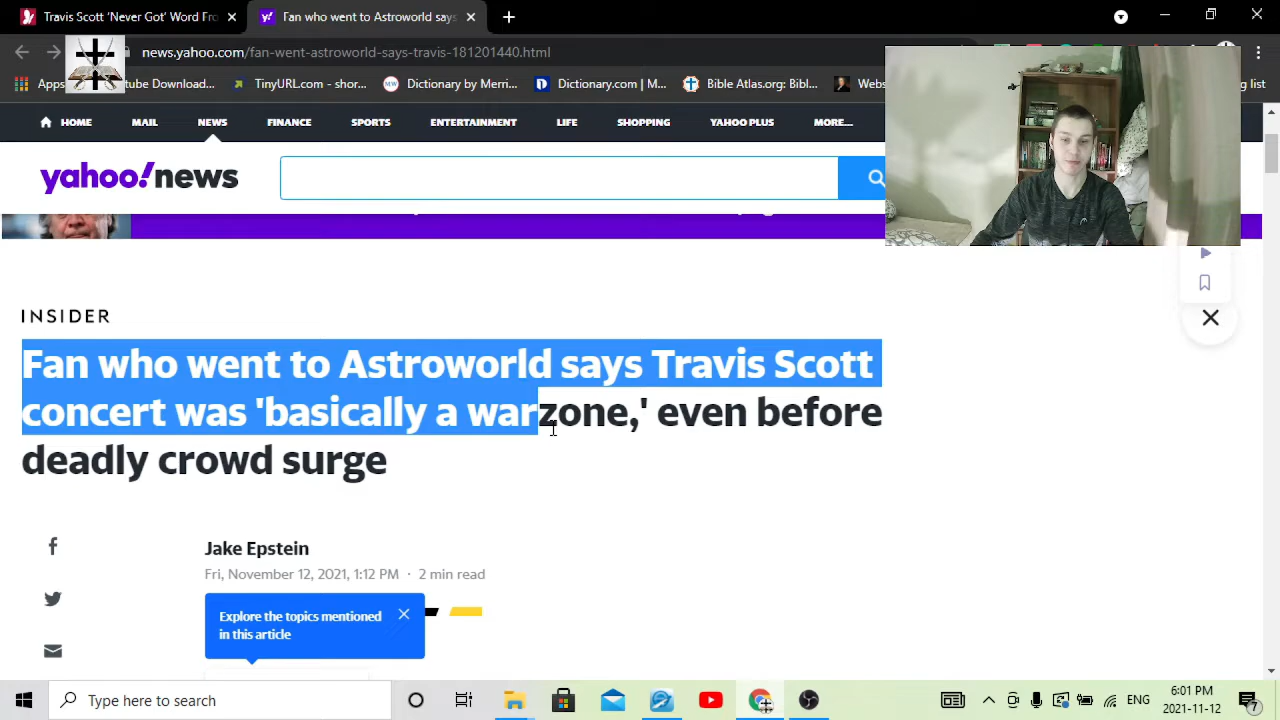 Travis Scott 'Never Got' Word Fro
Fan who went to Astroworld says
news.yahoo.com/fan-went-astroworld-says-travis-181201440.html
Apps
tube Download...
TinyURL.com - shor...
Dictionary by Merri...
Dictionary.com | M...
Bible Atlas.org: Bibl...
Webs
g list
HOME
MAIL
NEWS
FINANCE
SPORTS
ENTERTAINMENT
LIFE
SHOPPING
YAHOO PLUS
MORE...
yahoo!news
INSIDER
Fan who went to Astroworld says Travis Scott
concert was 'basically a warzone,' even before
deadly crowd surge
Jake Epstein
Fri, November 12, 2021, 1:12 PM · 2 min read
Explore the topics mentioned
in this article
Type here to search
ENG
6:01 PM
2021-11-12
7